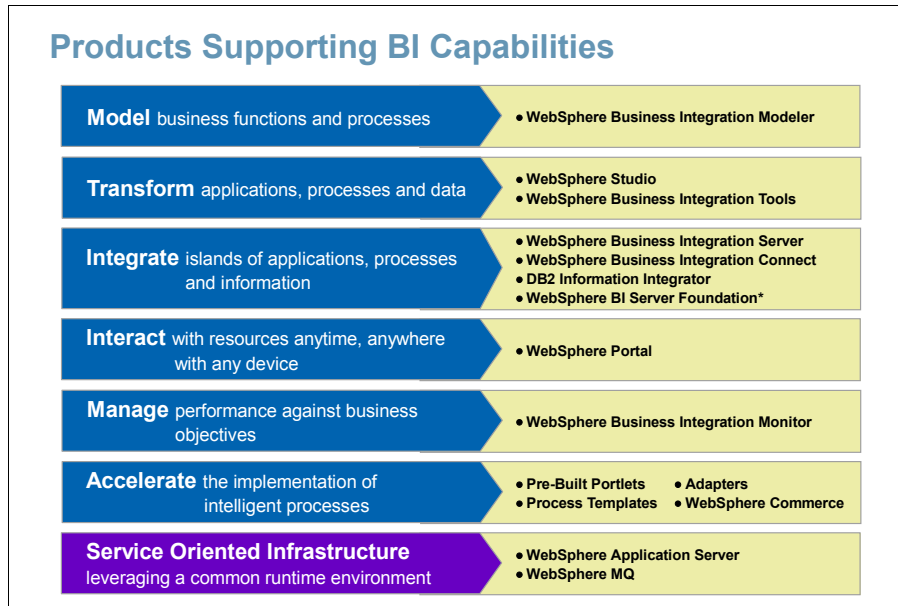 Products Supporting BI Capabilities
Model business functions and processes
● WebSphere Business Integration Modeler
Transform applications, processes and data
● WebSphere Studio
● WebSphere Business Integration Tools
Integrate islands of applications, processes
and information
● WebSphere Business Integration Server
● WebSphere Business Integration Connect
● DB2 Information Integrator
● WebSphere BI Server Foundation*
Interact with resources anytime, anywhere
with any device
● WebSphere Portal
Manage performance against business
objectives
● WebSphere Business Integration Monitor
Accelerate the implementation of
intelligent processes
● Pre-Built Portlets ● Adapters
● Process Templates ● WebSphere Commerce
Service Oriented Infrastructure
leveraging a common runtime environment
● WebSphere Application Server
● WebSphere MQ